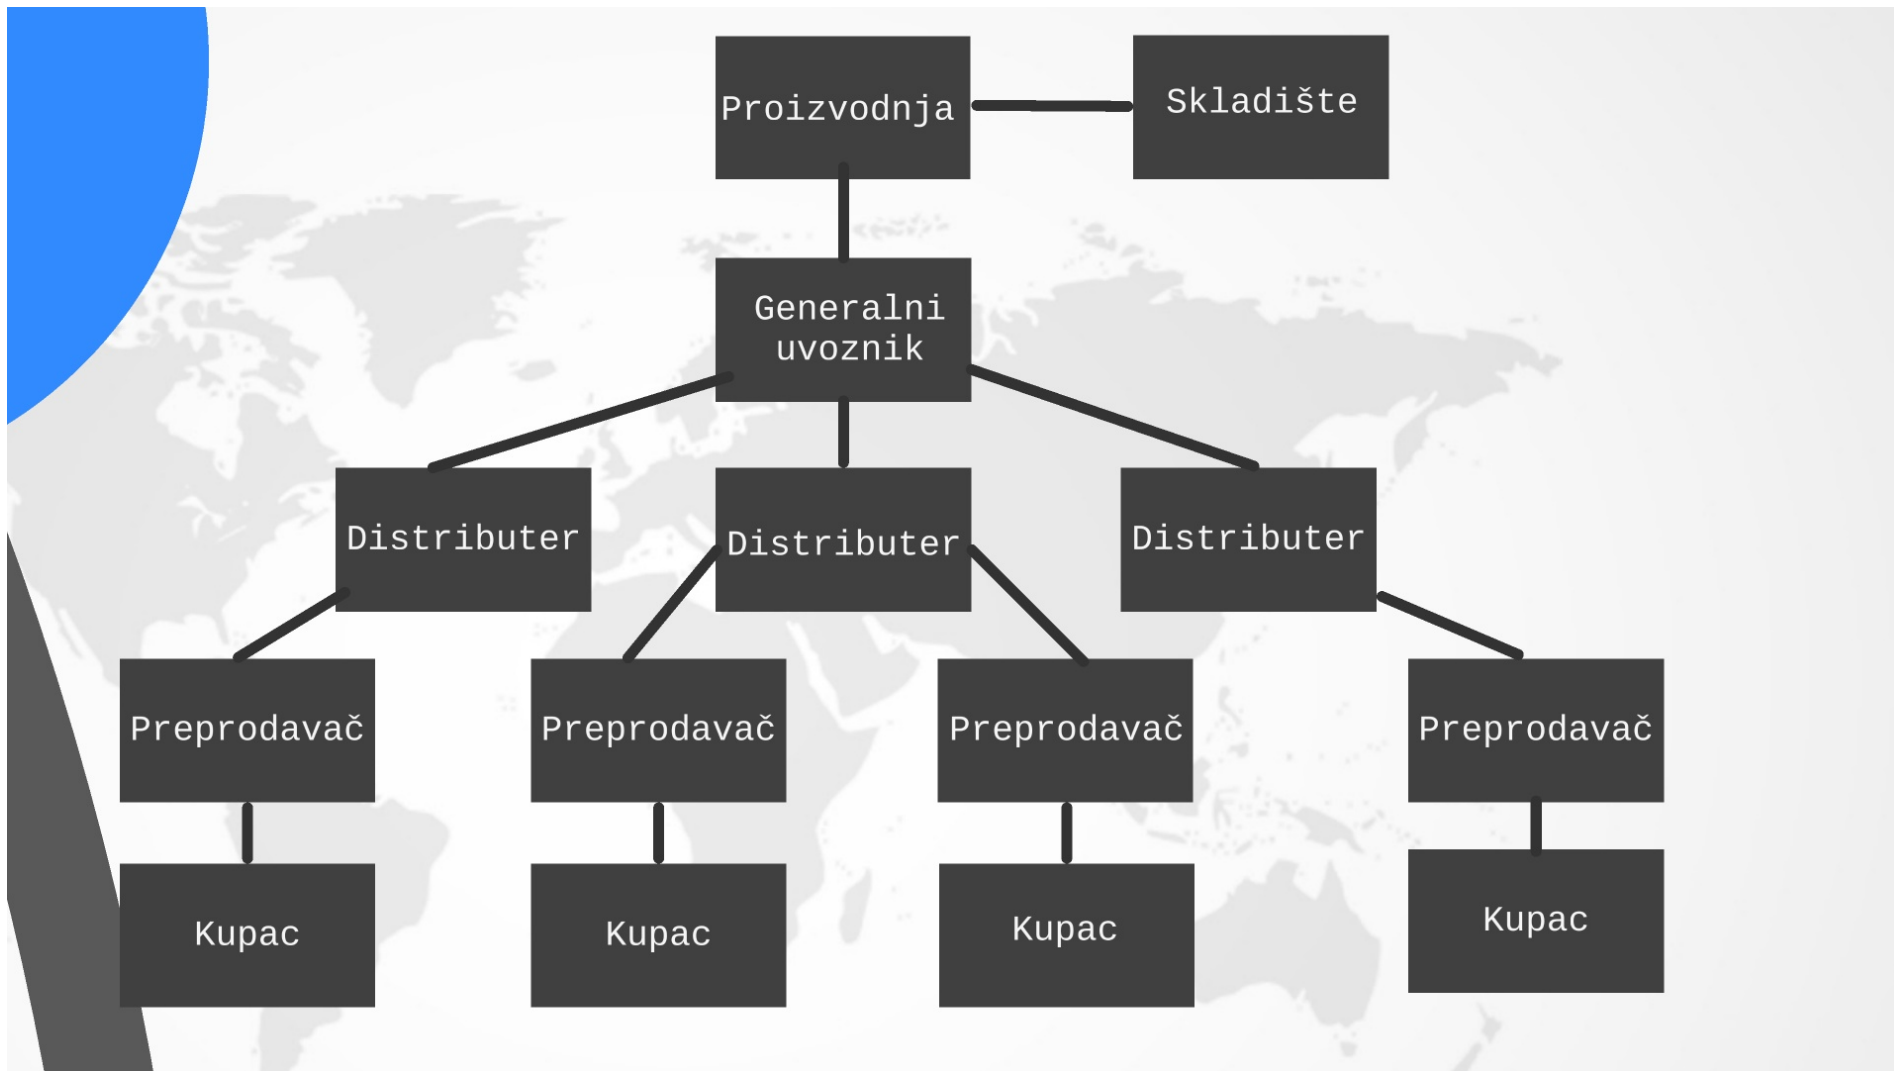 Proizvodnja
Skladište
Generalni
uvoznik
Distributer
Distributer
Distributer
Preprodavač
Preprodavač
Preprodavač
Preprodavač
Kupac
Kupac
Kupac
Kupac